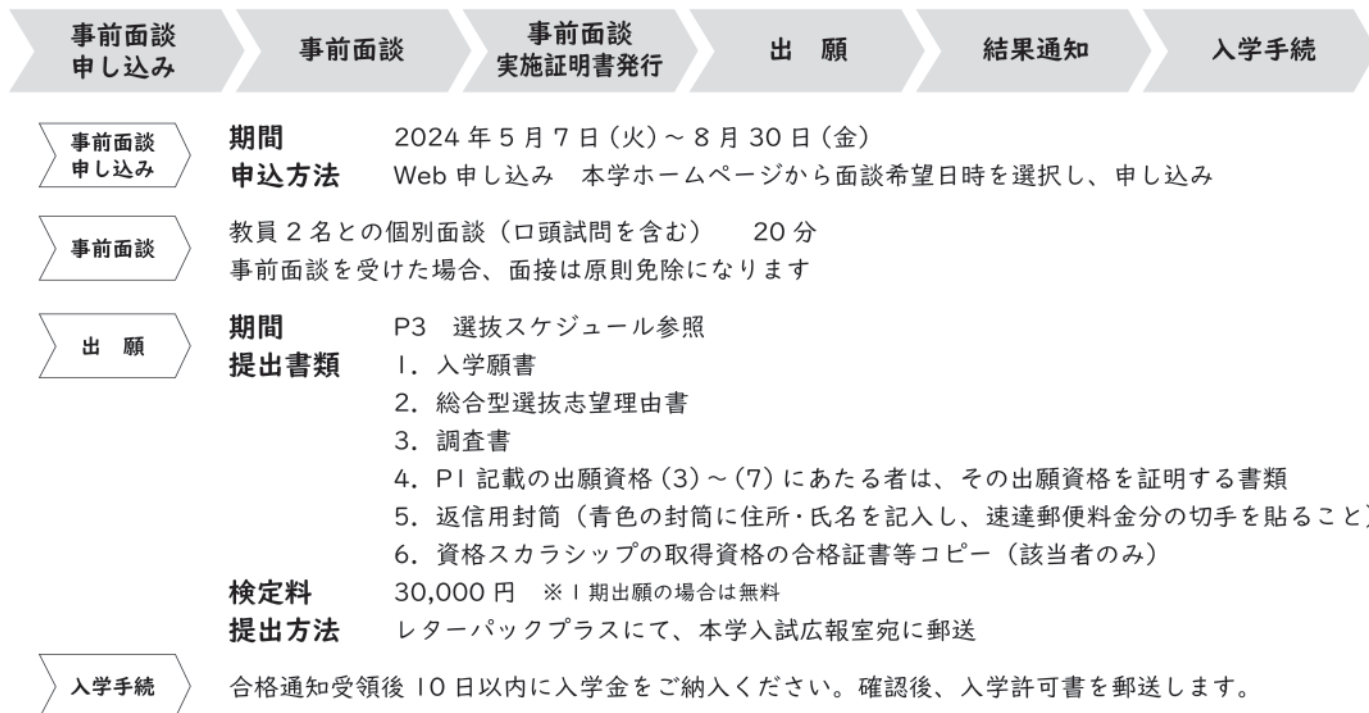 事前面談
申し込み
事前面談
事前面談
実施証明書発行
出　願
結果通知
入学手続
事前面談
申し込み
期間　2024年5月7日(火)～8月30日(金)
申込方法　Web申し込み　本学ホームページから面談希望日時を選択し、申し込み
事前面談
教員2名との個別面談（口頭試問を含む）　20分
事前面談を受けた場合、面接は原則免除になります
出　願
期間　P3　選抜スケジュール参照
提出書類　1．入学願書
2．総合型選抜志望理由書
3．調査書
4．P1記載の出願資格(3)～(7)にあたる者は、その出願資格を証明する書類
5．返信用封筒（青色の封筒に住所・氏名を記入し、速達郵便料金分の切手を貼ること）
6．資格スカラシップの取得資格の合格証書等コピー（該当者のみ）
検定料　30,000円　※1期出願の場合は無料
提出方法　レターパックプラスにて、本学入試広報室宛に郵送
入学手続
合格通知受領後10日以内に入学金をご納入ください。確認後、入学許可書を郵送します。